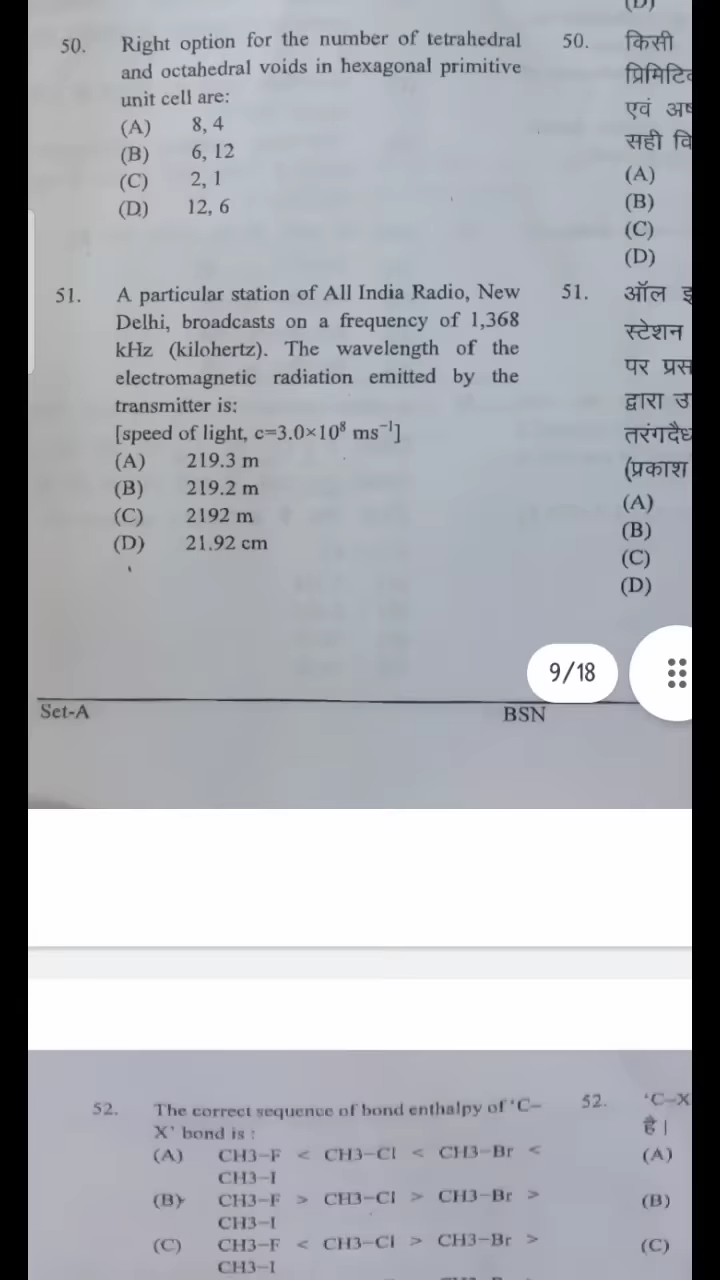 (D)
50. Right option for the number of tetrahedral
and octahedral voids in hexagonal primitive
unit cell are:
(A) 8, 4
(B) 6, 12
(C) 2, 1
(D) 12, 6
50. किसी
एवं
सही
(A)
(B)
(C)
(D)
51. A particular station of All India Radio, New
Delhi, broadcasts on a frequency of 1,368
kHz (kilohertz). The wavelength of the
electromagnetic radiation emitted by the
transmitter is:
[speed of light, c=3.0×10⁸ ms⁻¹]
(A) 219.3 m
(B) 219.2 m
(C) 2192 m
(D) 21.92 cm
51. ऑल
स्टेशन
पर
द्वारा
(प्रकाश
(A)
(B)
(C)
(D)
9/18
Set-A
BSN
52. The correct sequence of bond enthalpy of ‘C–
X’ bond is :
(A) CH3–F < CH3–Cl < CH3–Br <
CH3–I
(B) CH3–F > CH3–Cl > CH3–Br >
CH3–I
(C) CH3–F < CH3–Cl > CH3–Br >
CH3–I
52. ‘C–X
है |
(A)
(B)
(C)